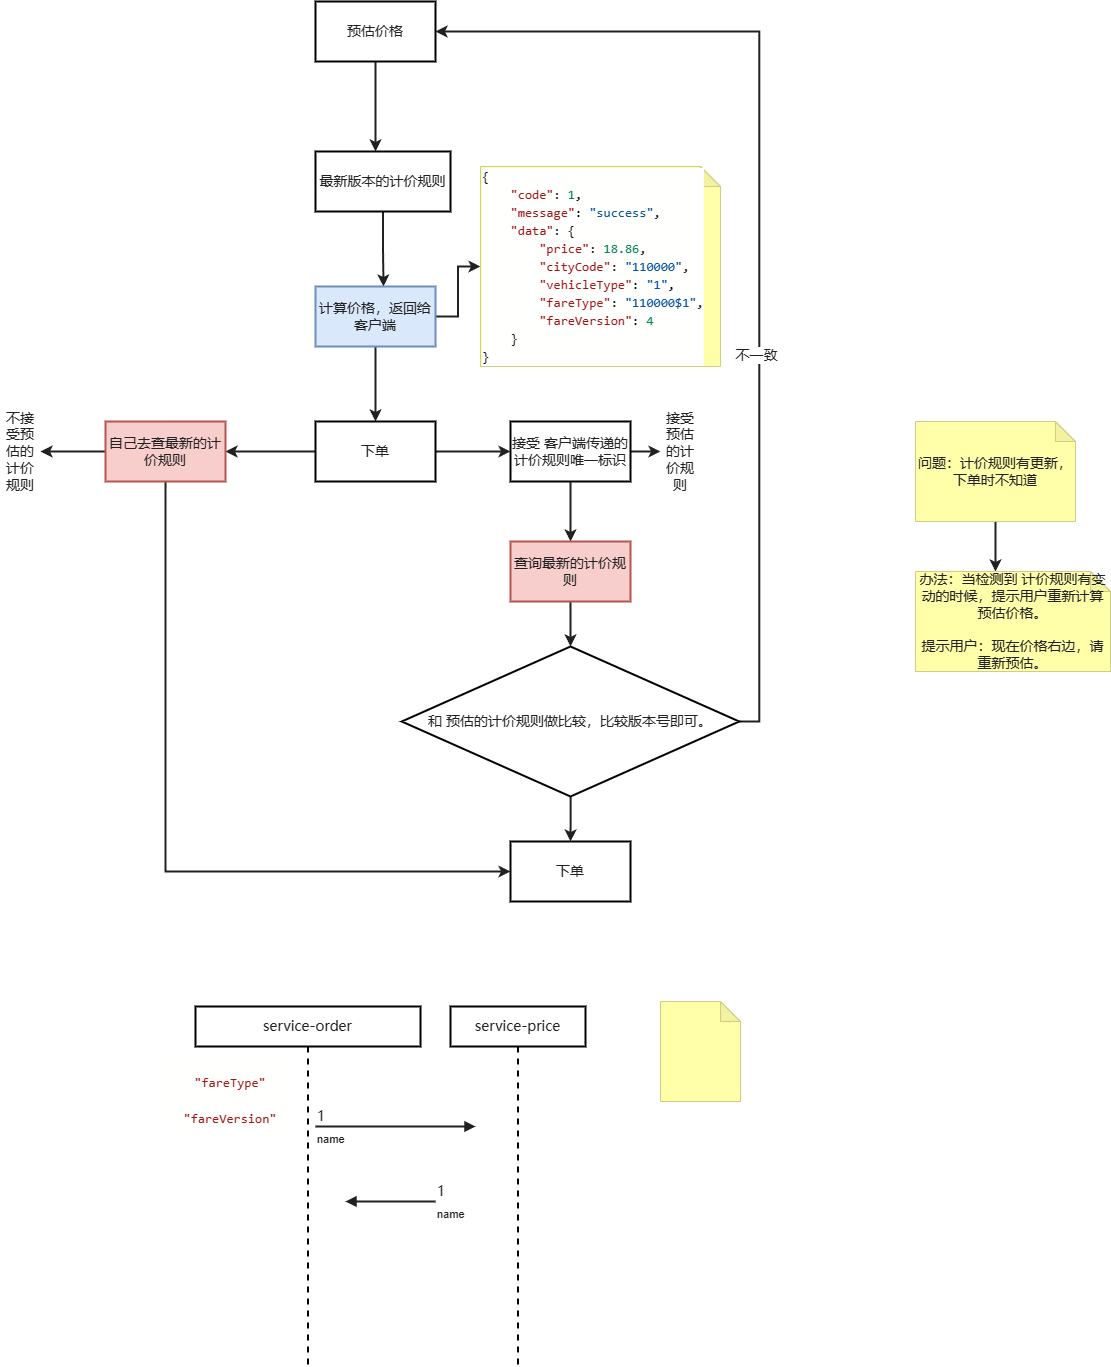 预估价格
最新版本的计价规则
{
"code": 1,
"message": "success",
"data": {
"price": 18.86,
"cityCode": "110000",
"vehicleType": "1",
"fareType": "110000$1",
"fareVersion": 4
}
}
计算价格，返回给
客户端
不一致
不接
受预
估的
计价
规则
自己去查最新的计
价规则
下单
接受 客户端传递的
计价规则唯一标识
接受
预估
的计
价规
则
问题：计价规则有更新，
下单时不知道
查询最新的计价规
则
办法：当检测到 计价规则有变
动的时候，提示用户重新计算
预估价格。
提示用户：现在价格右边，请
重新预估。
和 预估的计价规则做比较，比较版本号即可。
下单
service-order
service-price
"fareType"
"fareVersion"
1
name
1
name